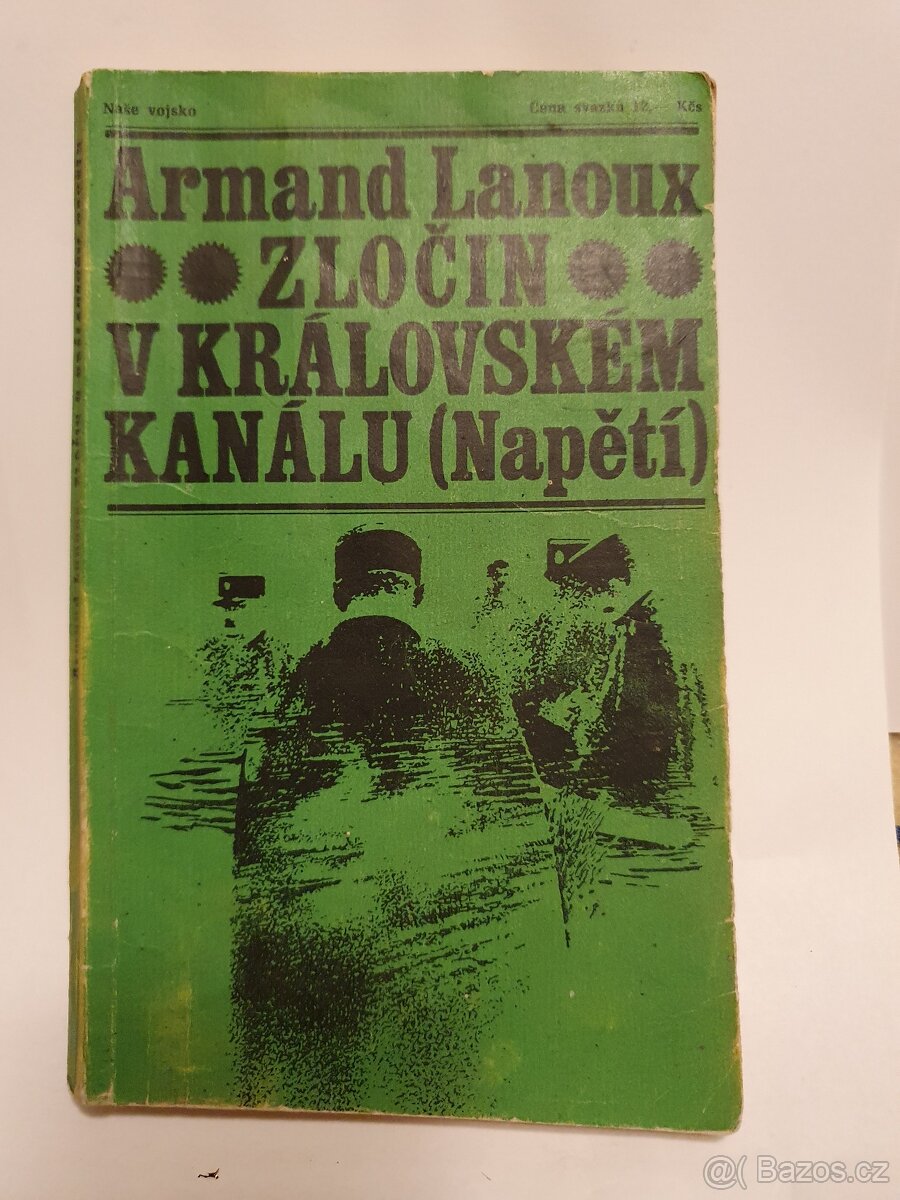 Naše vojsko Cena svazku 12.— Kčs
Armand Lanoux
ZLOČIN
V KRÁLOVSKÉM
KANÁLU (Napětí)
@( Bazos.cz